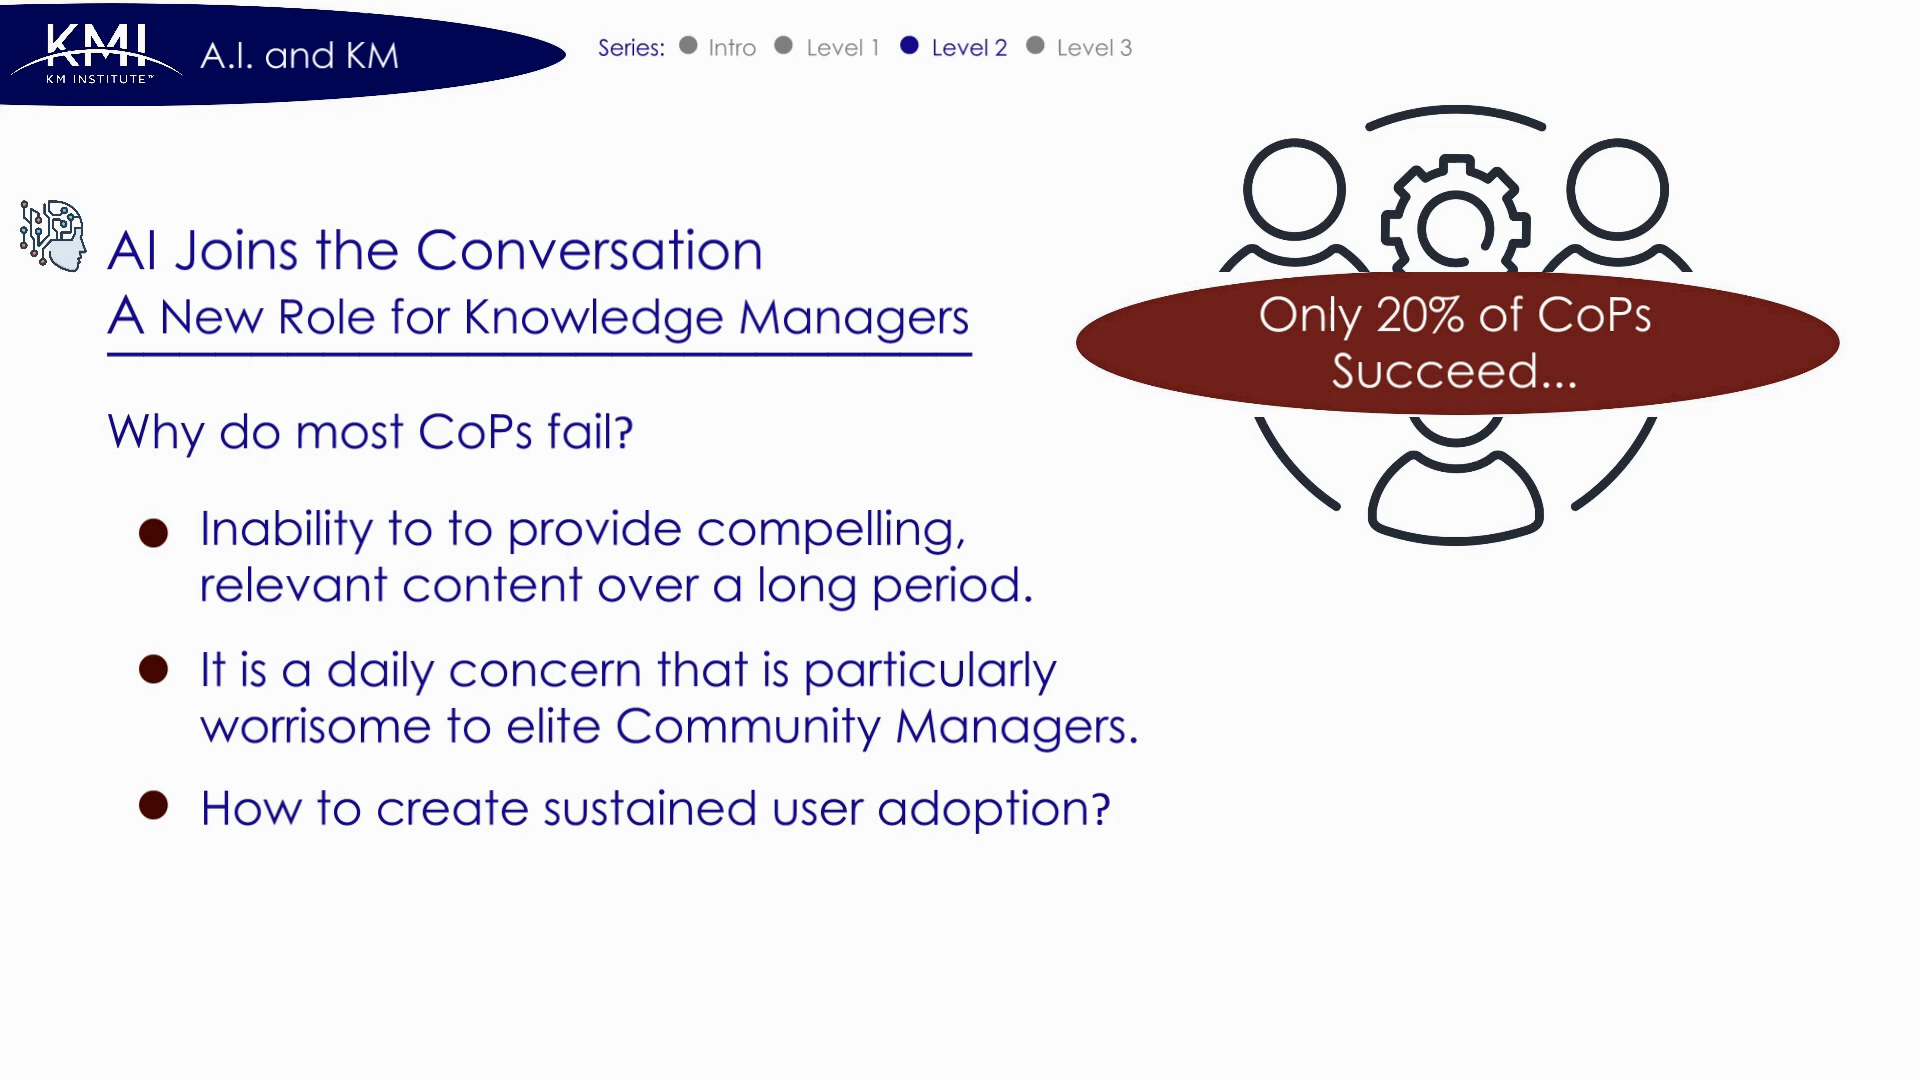 KMI
KM INSTITUTE™
A.I. and KM
Series: Intro Level 1 Level 2 Level 3
AI Joins the Conversation
A New Role for Knowledge Managers
Only 20% of CoPs
Succeed...
Why do most CoPs fail?
Inability to to provide compelling,
relevant content over a long period.
It is a daily concern that is particularly
worrisome to elite Community Managers.
How to create sustained user adoption?